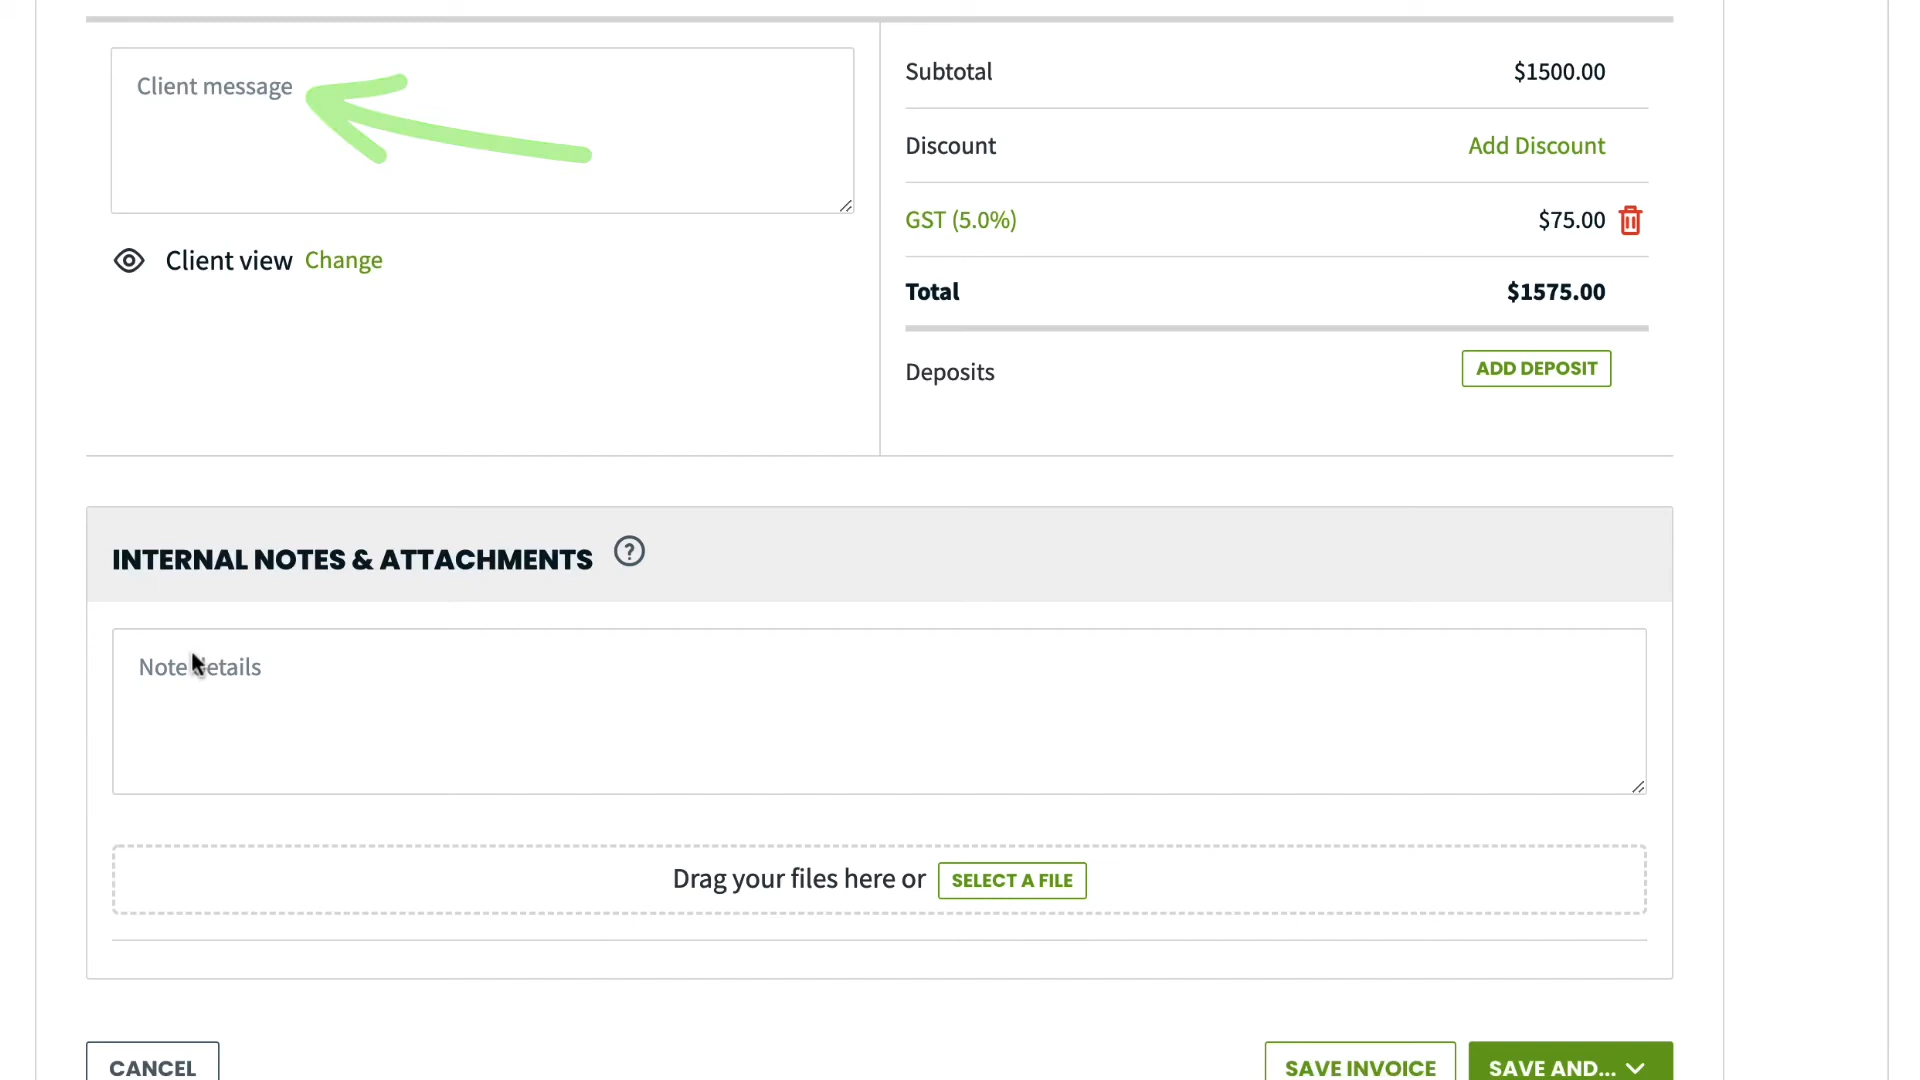 Client message
Client view Change
Subtotal $1500.00
Discount Add Discount
GST (5.0%) $75.00
Total $1575.00
Deposits ADD DEPOSIT
INTERNAL NOTES & ATTACHMENTS ?
Note details
Drag your files here or SELECT A FILE
CANCEL SAVE INVOICE SAVE AND...